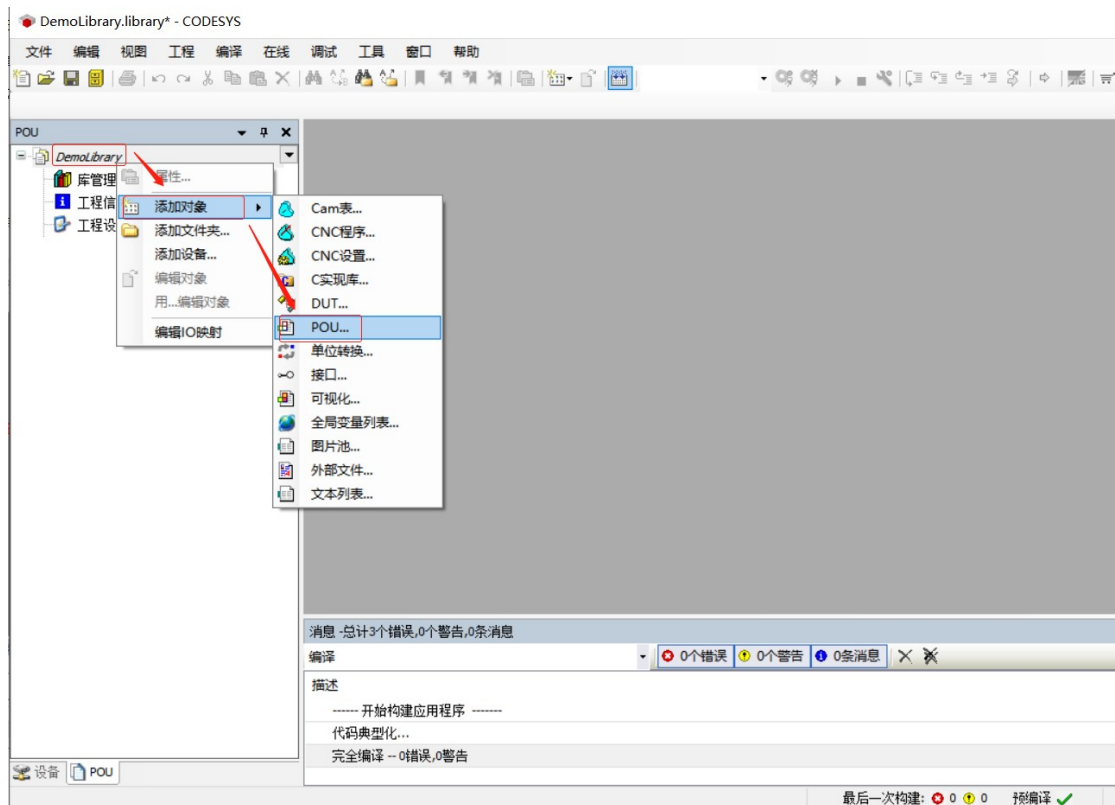 DemoLibrary.library* - CODESYS
文件 编辑 视图 工程 编译 在线 调试 工具 窗口 帮助
POU
DemoLibrary
库管理
工程信
工程设
属性...
添加对象
添加文件夹...
添加设备...
编辑对象
用...编辑对象
编辑IO映射
Cam表...
CNC程序...
CNC设置...
C实现库...
DUT...
POU...
单位转换...
接口...
可视化...
全局变量列表...
图片池...
外部文件...
文本列表...
消息 -总计3个错误,0个警告,0条消息
编译 0个错误 0个警告 0条消息
描述
------ 开始构建应用程序 -------
代码典型化...
完全编译 -- 0错误,0警告
设备 POU
最后一次构建: 0 0 预编译